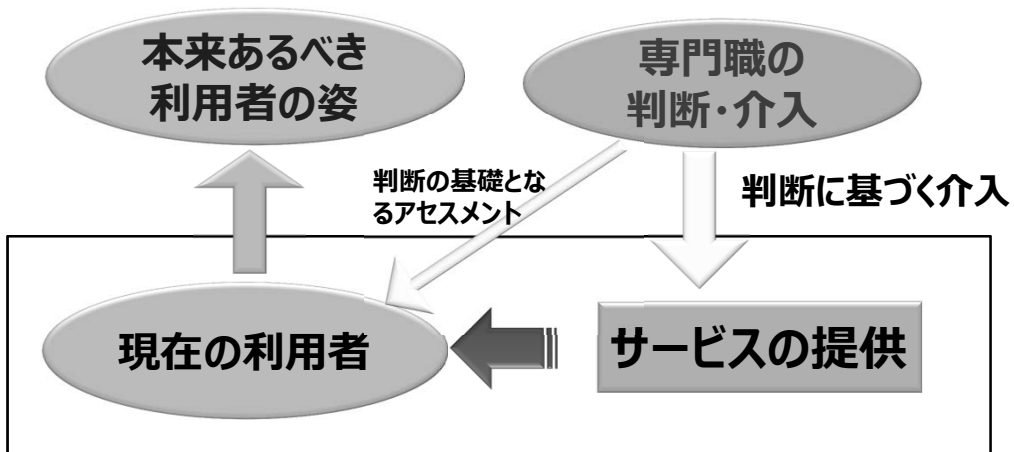 本来あるべき
利用者の姿
専門職の
判断・介入
判断の基礎とな
るアセスメント
判断に基づく介入
現在の利用者
サービスの提供